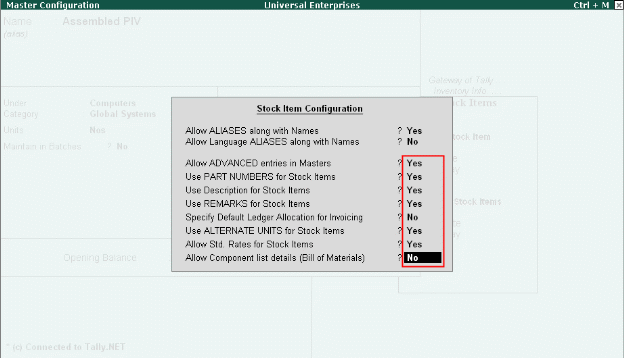 Master Configuration Universal Enterprises Ctrl + M
Name Assembled PIV
(alias)
Under Computers
Category Global Systems
Units Nos
Maintain in Batches ? No
Opening Balance
* (c) Connected to Tally.NET
Gateway of Tally
Inventory Info.
Stock Items
Stock Item
Stock Items
Stock Item Configuration
Allow ALIASES along with Names ? Yes
Allow Language ALIASES along with Names ? No
Allow ADVANCED entries in Masters ? Yes
Use PART NUMBERS for Stock Items ? Yes
Use Description for Stock Items ? Yes
Use REMARKS for Stock Items ? Yes
Specify Default Ledger Allocation for Invoicing ? No
Use ALTERNATE UNITS for Stock Items ? Yes
Allow Std. Rates for Stock Items ? Yes
Allow Component list details (Bill of Materials) ? No